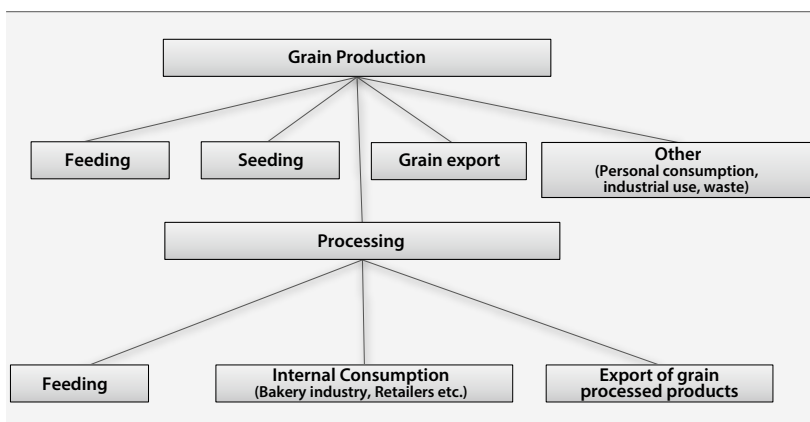 Grain Production
Feeding
Seeding
Grain export
Other
(Personal consumption,
industrial use, waste)
Processing
Feeding
Internal Consumption
(Bakery industry, Retailers etc.)
Export of grain
processed products